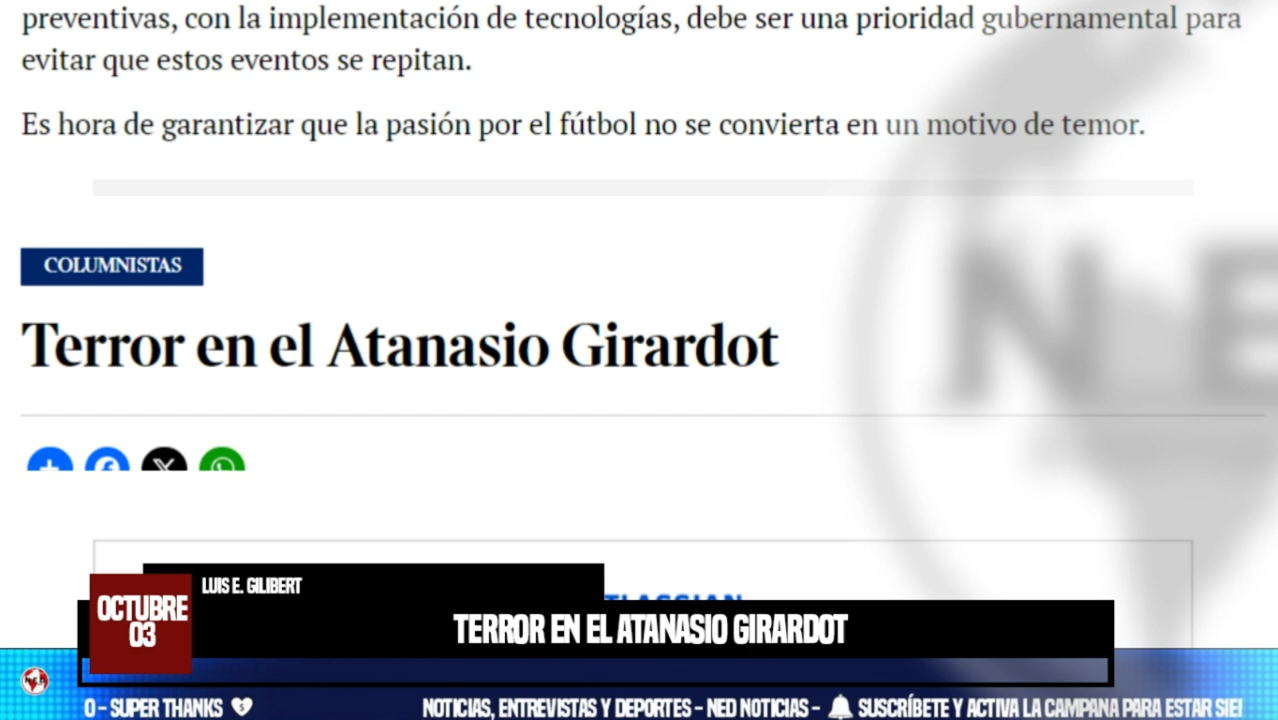 preventivas, con la implementación de tecnologías, debe ser una prioridad gubernamental para
evitar que estos eventos se repitan.
Es hora de garantizar que la pasión por el fútbol no se convierta en un motivo de temor.
COLUMNISTAS
Terror en el Atanasio Girardot
N E
LUIS E. GILIBERT
OCTUBRE
03
TERROR EN EL ATANASIO GIRARDOT
0 - SUPER THANKS
NOTICIAS, ENTREVISTAS Y DEPORTES - NED NOTICIAS - SUSCRÍBETE Y ACTIVA LA CAMPANA PARA ESTAR SIE